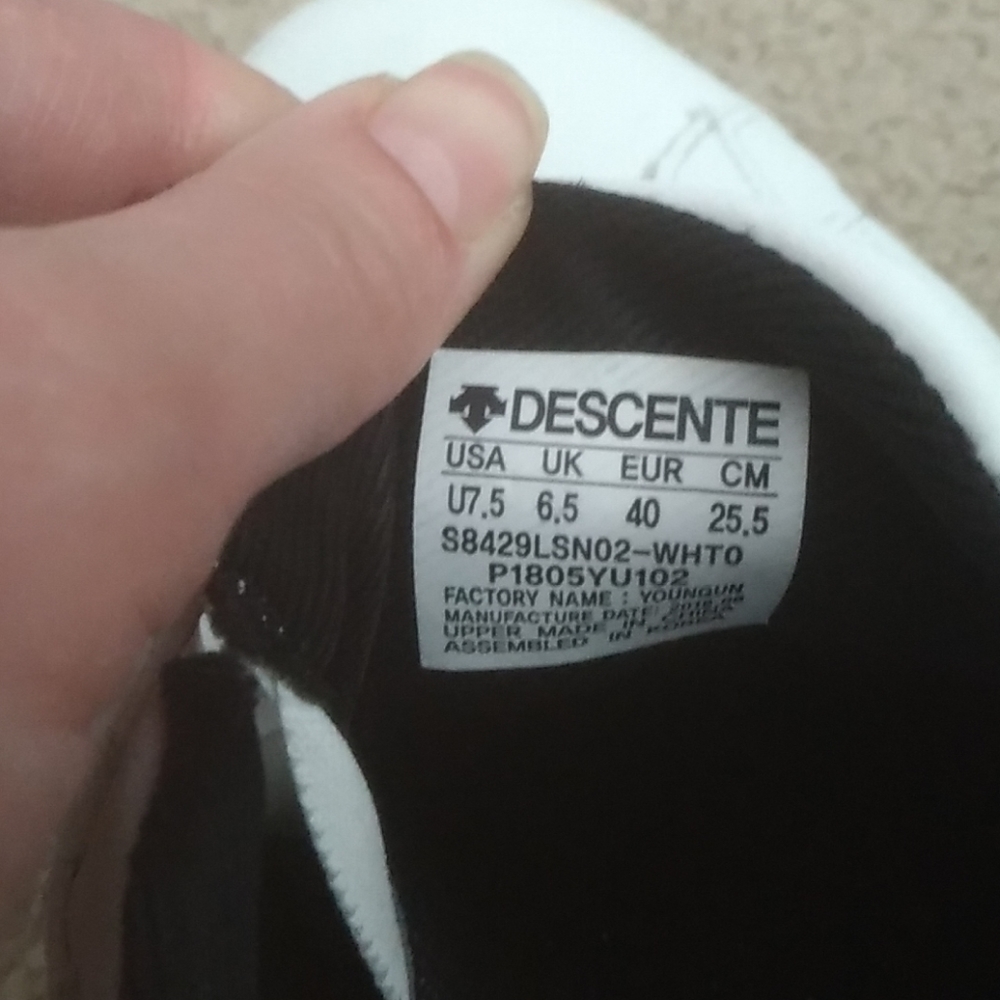 DESCENTE
USA UK EUR CM
U7.5 6.5 40 25.5
S8429LSN02-WHT0
P1805YU102
FACTORY NAME : YOUNGUN
MANUFACTURE DATE:
UPPER MADE IN CHINA
ASSEMBLED IN KOREA